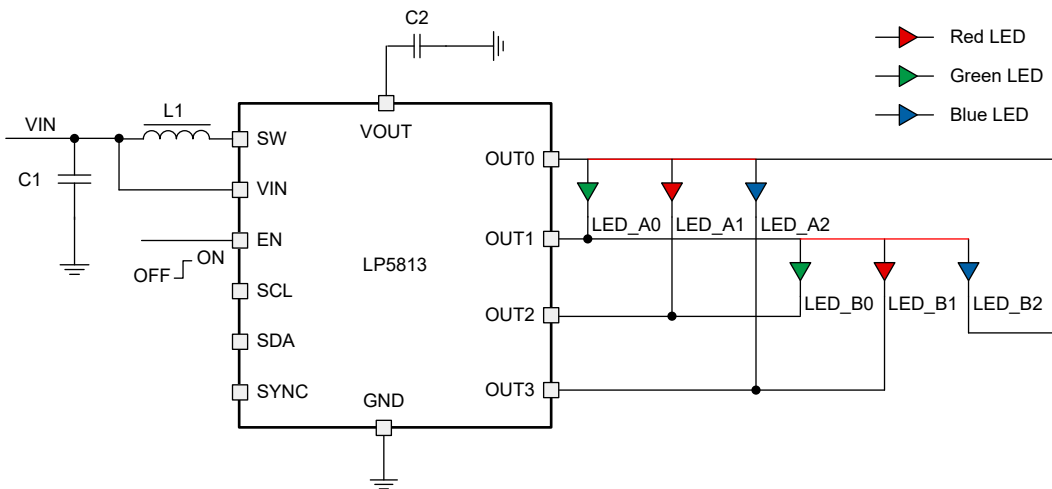 C2
Red LED
Green LED
Blue LED
VIN
L1
C1
SW
VOUT
OUT0
VIN
LED_A0
LED_A1
LED_A2
EN
OUT1
OFF
ON
LP5813
SCL
LED_B0
LED_B1
LED_B2
OUT2
SDA
SYNC
GND
OUT3